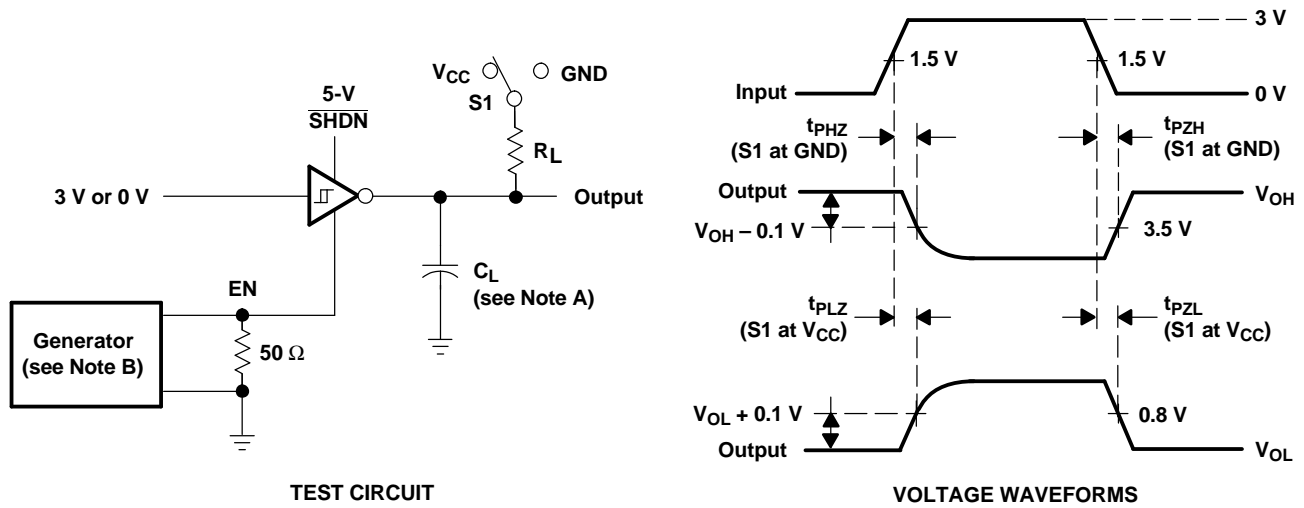 VCC
GND
S1
5-V
SHDN
RL
3 V or 0 V
Output
CL
(see Note A)
EN
Generator
(see Note B)
50 Ω
TEST CIRCUIT
3 V
1.5 V
1.5 V
Input
0 V
tPHZ
(S1 at GND)
tPZH
(S1 at GND)
Output
VOH
VOH – 0.1 V
3.5 V
tPLZ
(S1 at VCC)
tPZL
(S1 at VCC)
VOL + 0.1 V
0.8 V
Output
VOL
VOLTAGE WAVEFORMS